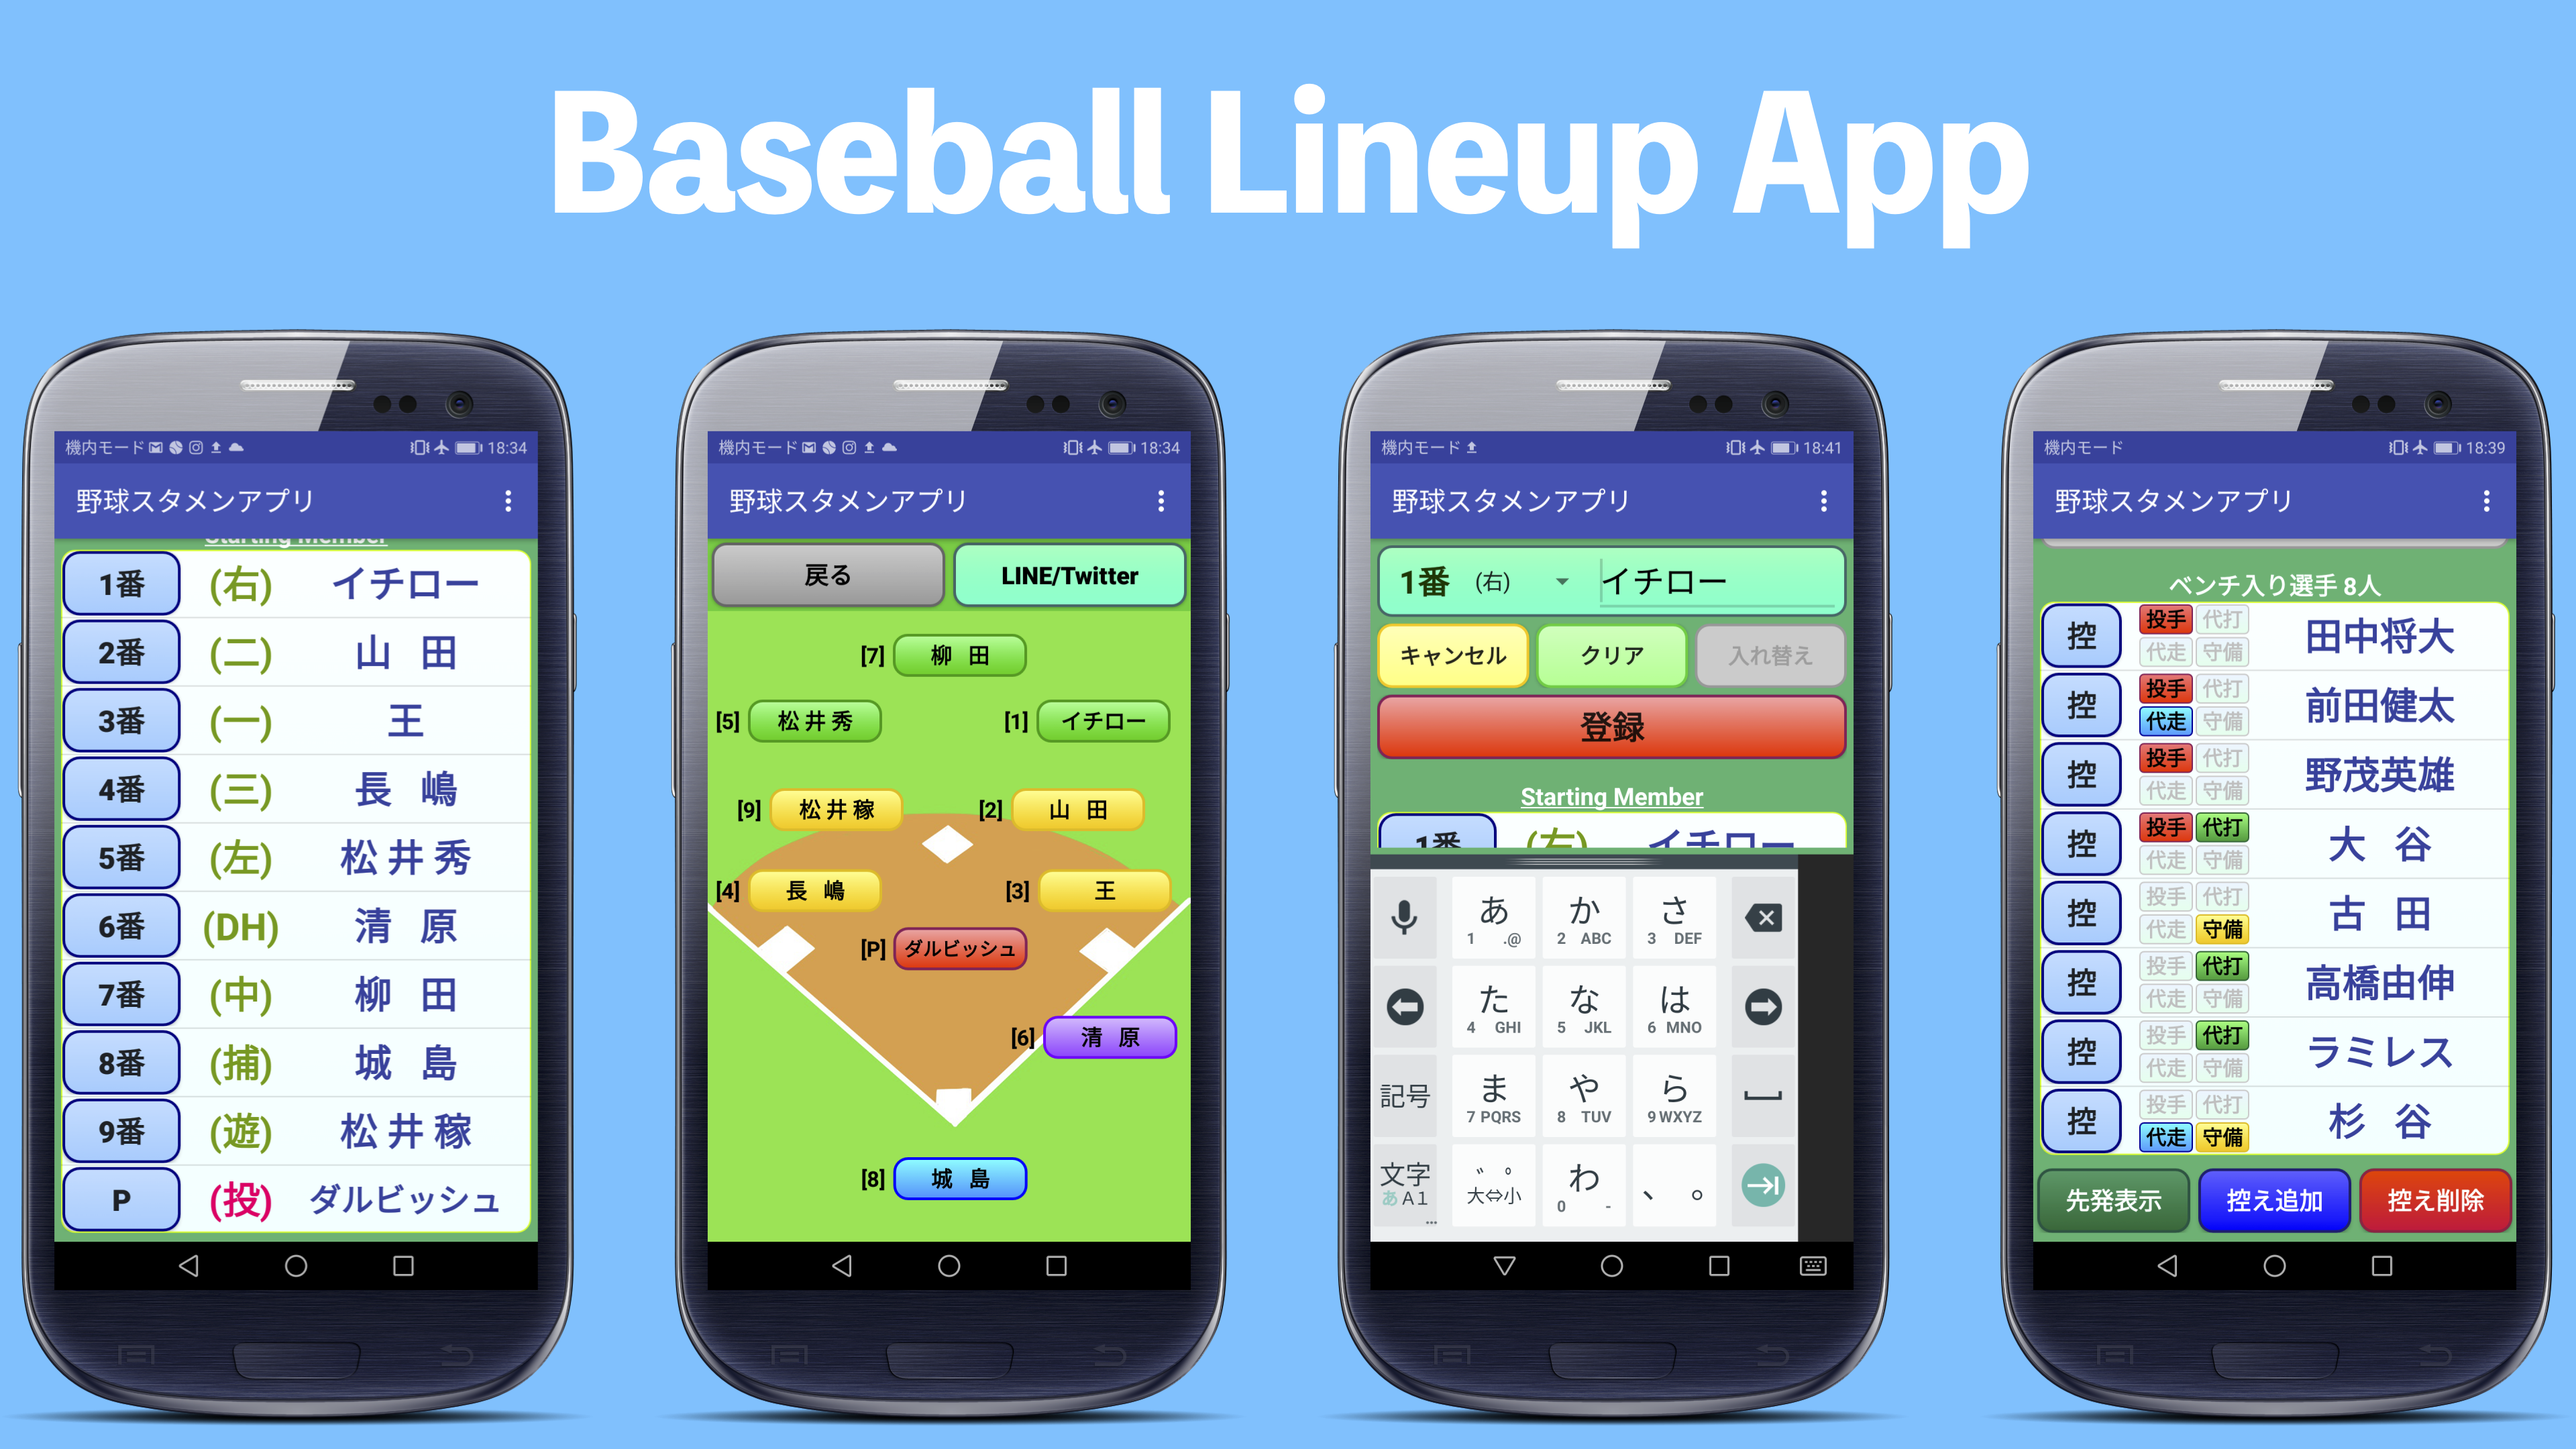 Baseball Lineup App
機内モード 18:34
野球スタメンアプリ
Starting Member
1番 (右) イチロー
2番 (二) 山 田
3番 (一) 王
4番 (三) 長 嶋
5番 (左) 松 井 秀
6番 (DH) 清 原
7番 (中) 柳 田
8番 (捕) 城 島
9番 (遊) 松 井 稼
P (投) ダルビッシュ
機内モード 18:34
野球スタメンアプリ
戻る LINE/Twitter
[7] 柳 田
[5] 松 井 秀 [1] イチロー
[9] 松 井 稼 [2] 山 田
[4] 長 嶋 [3] 王
[P] ダルビッシュ
[6] 清 原
[8] 城 島
機内モード 18:41
野球スタメンアプリ
1番 (右) イチロー
キャンセル クリア 入れ替え
登録
Starting Member
1番 (右) イチロー
あ か さ
1 .@ 2 ABC 3 DEF
た な は
4 GHI 5 JKL 6 MNO
記号 ま や ら
7 PQRS 8 TUV 9 WXYZ
文字 ゛゜ わ 、。
あA1 大⇔小 0 -
機内モード 18:39
野球スタメンアプリ
ベンチ入り選手 8人
控 投手 代打 田中将大
代走 守備
控 投手 代打 前田健太
代走 守備
控 投手 代打 野茂英雄
代走 守備
控 投手 代打 大 谷
代走 守備
控 投手 代打 古 田
代走 守備
控 投手 代打 高橋由伸
代走 守備
控 投手 代打 ラミレス
代走 守備
控 投手 代打 杉 谷
代走 守備
先発表示 控え追加 控え削除